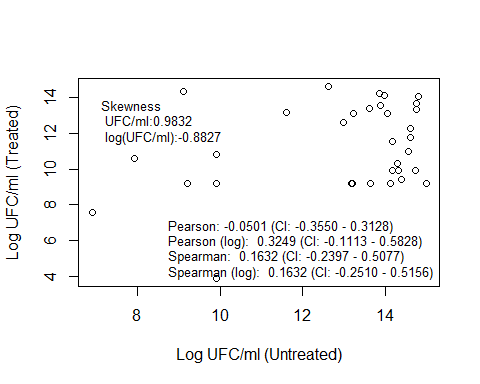 14
12
10
8
6
4
Log UFC/ml (Treated)
Skewness
UFC/ml:0.9832
log(UFC/ml):-0.8827
Pearson: -0.0501 (CI: -0.3550 - 0.3128)
Pearson (log): 0.3249 (CI: -0.1113 - 0.5828)
Spearman: 0.1632 (CI: -0.2397 - 0.5077)
Spearman (log): 0.1632 (CI: -0.2510 - 0.5156)
8 10 12 14
Log UFC/ml (Untreated)